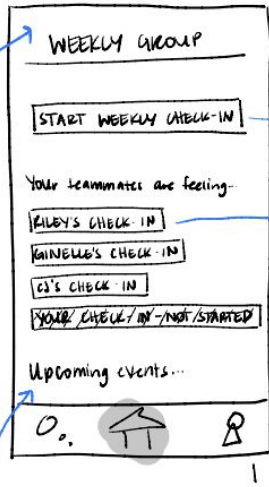 WEEKLY GROUP
START WEEKLY CHECK-IN
Your teammates are feeling...
RILEY'S CHECK-IN
GINELLE'S CHECK-IN
CJ'S CHECK-IN
YOUR CHECK-IN-NOT STARTED
Upcoming events...
1